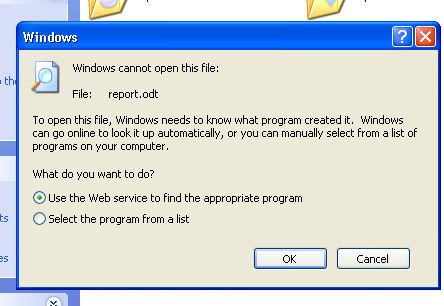 Windows
Windows cannot open this file:
File: report.odt
To open this file, Windows needs to know what program created it. Windows
can go online to look it up automatically, or you can manually select from a list of
programs on your computer.
What do you want to do?
Use the Web service to find the appropriate program
Select the program from a list
OK Cancel